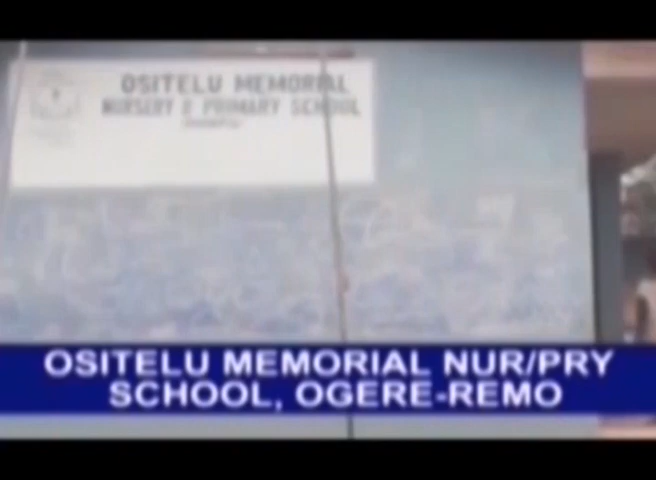 OSITELU MEMORIAL
NURSERY & PRIMARY SCHOOL
OSITELU MEMORIAL NUR/PRY
SCHOOL, OGERE-REMO